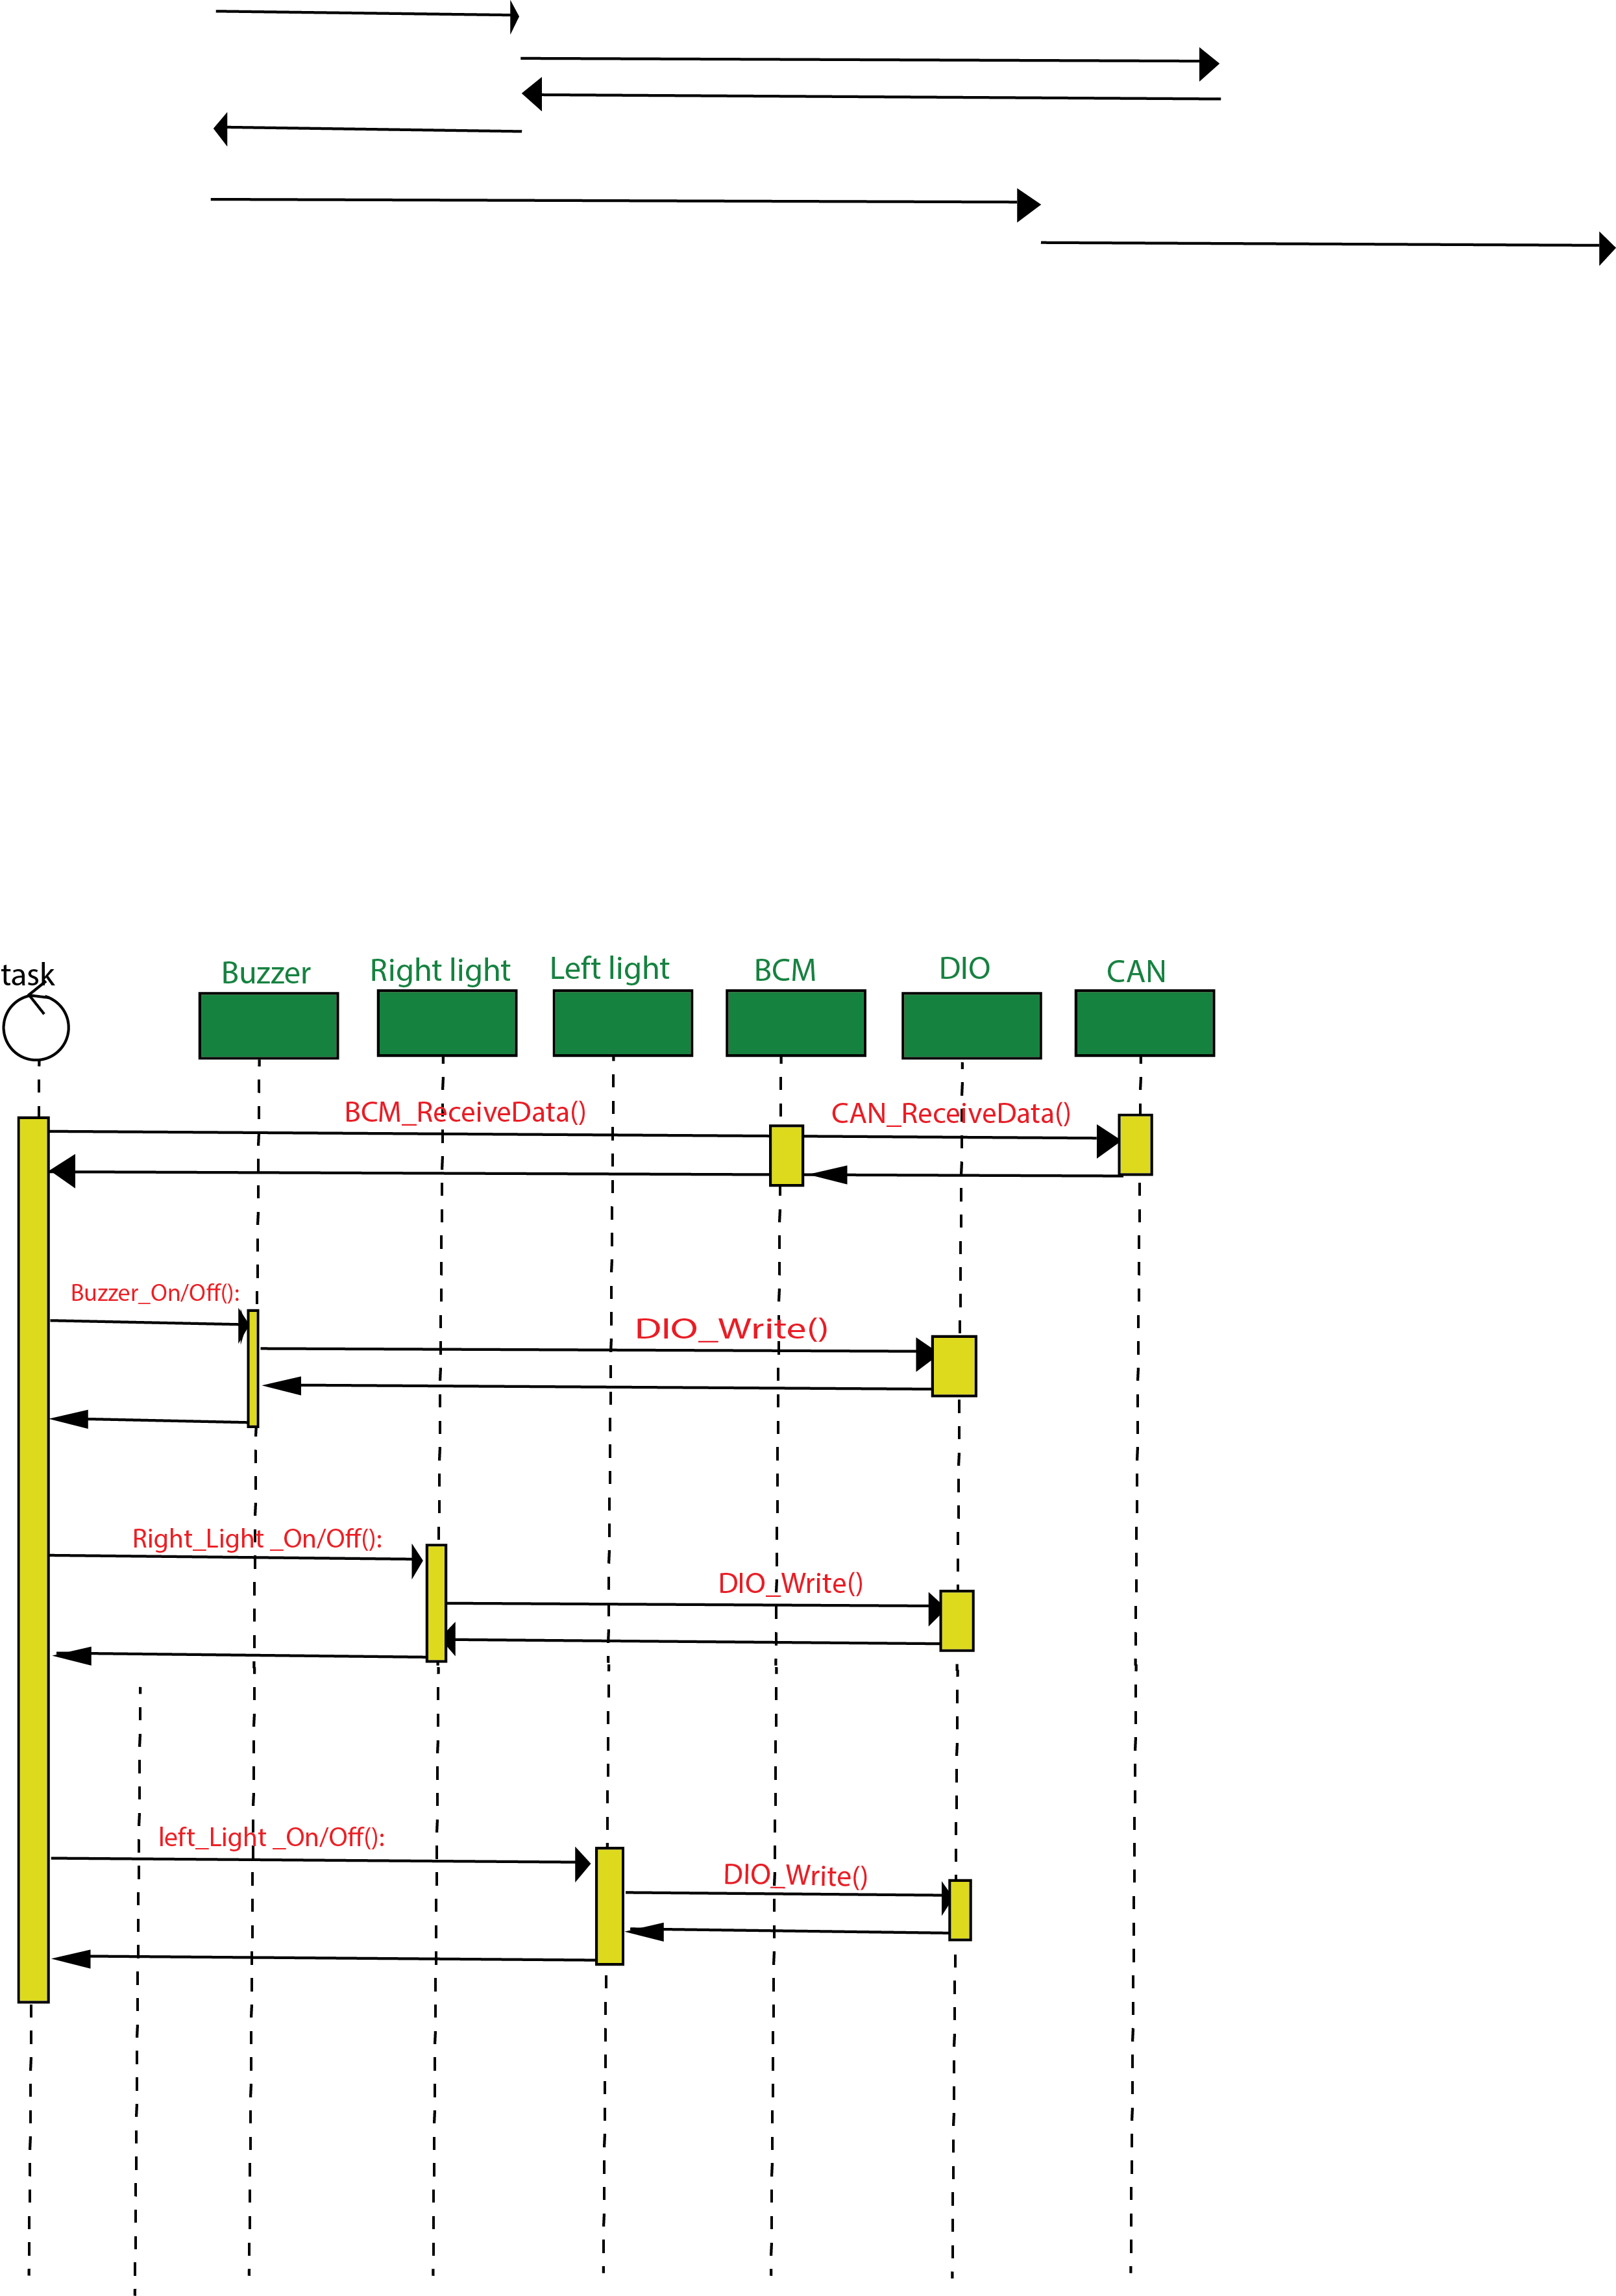 task
Buzzer
Right light
Left light
BCM
DIO
CAN
BCM_ReceiveData()
CAN_ReceiveData()
Buzzer_On/Off():
DIO_Write()
Right_Light _On/Off():
DIO_Write()
left_Light _On/Off():
DIO_Write()